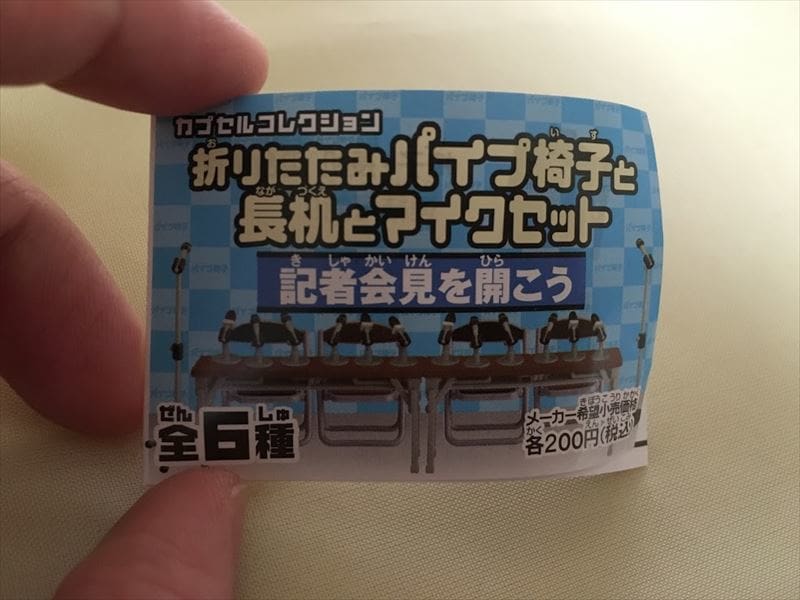 カプセルコレクション
折りたたみパイプ椅子と
長机とマイクセット
記者会見を開こう
全6種
メーカー希望小売価格
各200円(税込)